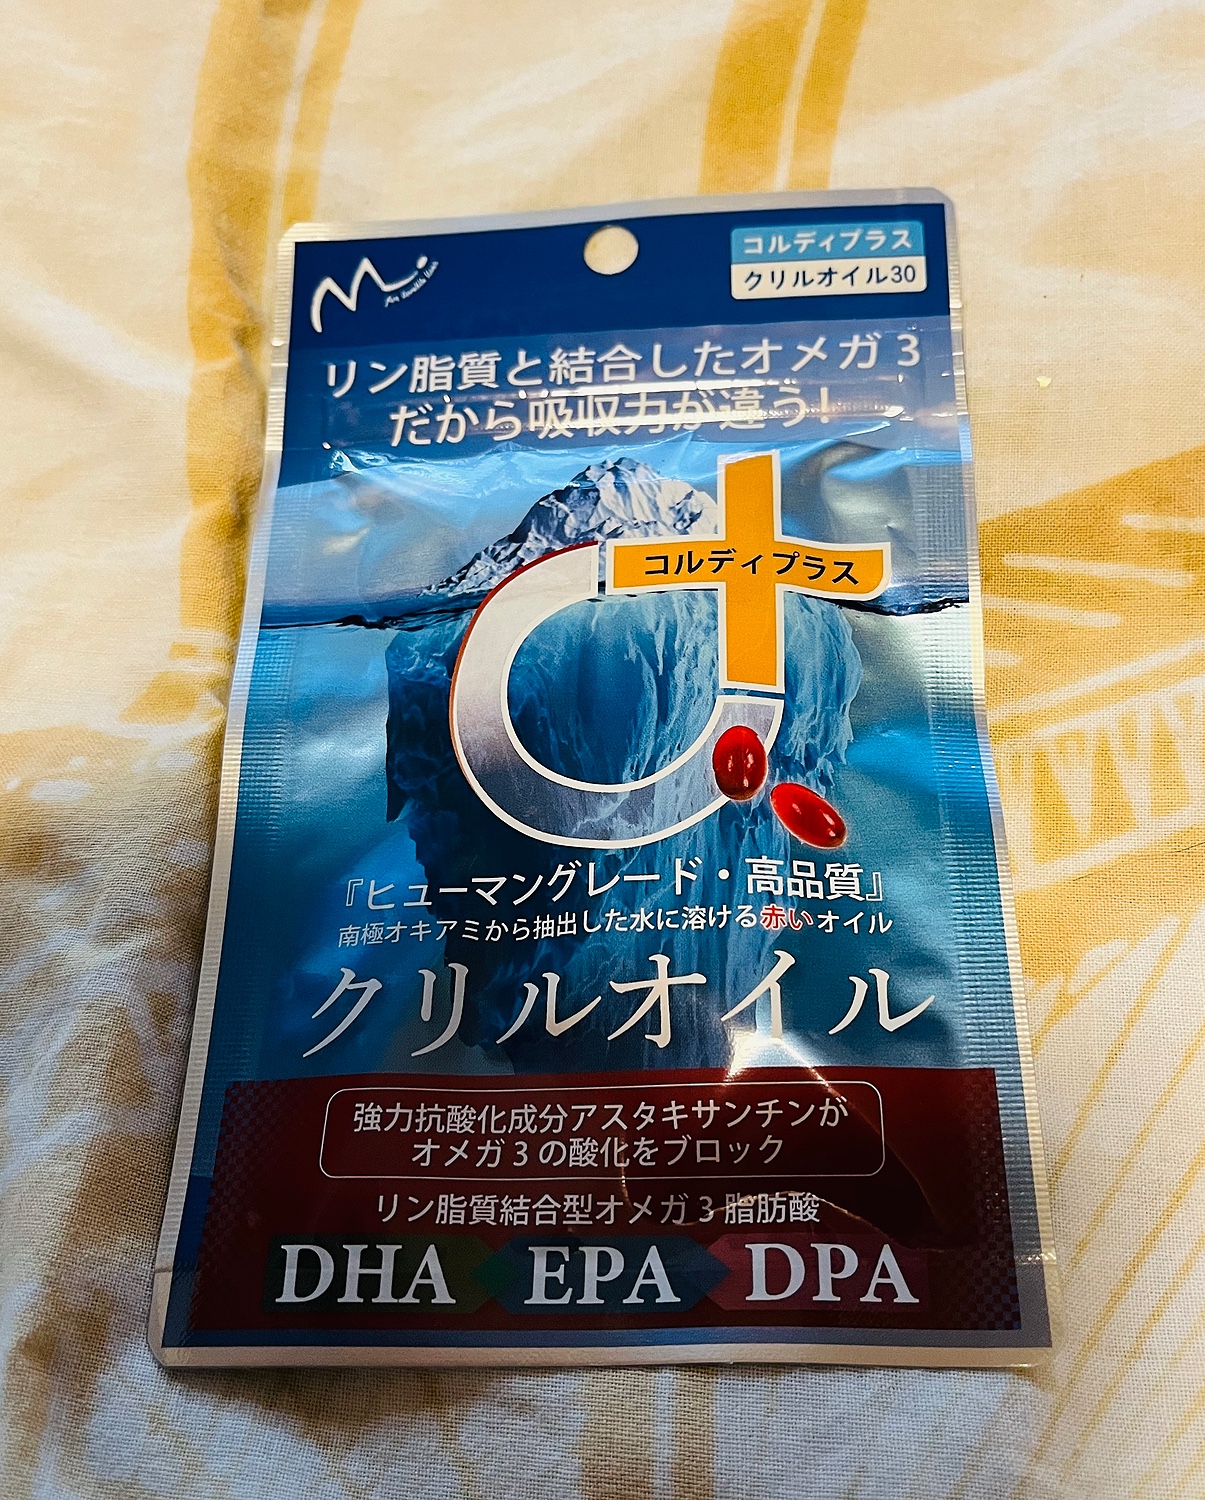 コルディプラス
クリルオイル30
リン脂質と結合したオメガ3
だから吸収力が違う!
コルディプラス
『ヒューマングレード・高品質』
南極オキアミから抽出した水に溶ける赤いオイル
クリルオイル
強力抗酸化成分アスタキサンチンが
オメガ3の酸化をブロック
リン脂質結合型オメガ3脂肪酸
DHA EPA DPA